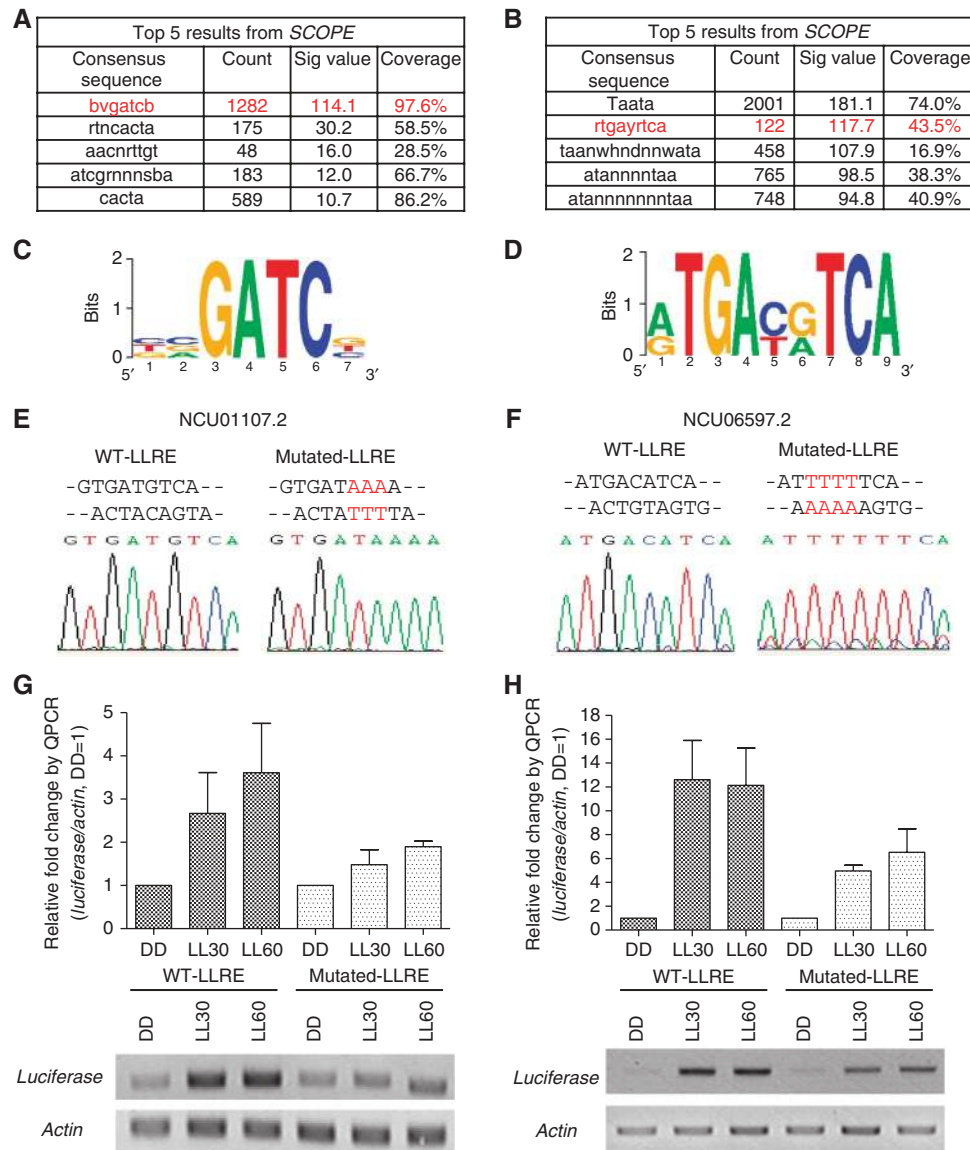 A
Top 5 results from SCOPE
Consensus sequence Count Sig value Coverage
bvgatcb 1282 114.1 97.6%
rtncacta 175 30.2 58.5%
aacnrttgt 48 16.0 28.5%
atcgrnnnsba 183 12.0 66.7%
cacta 589 10.7 86.2%
B
Top 5 results from SCOPE
Consensus sequence Count Sig value Coverage
Taata 2001 181.1 74.0%
rtgayrtca 122 117.7 43.5%
taanwhndnnwata 458 107.9 16.9%
atannnntaa 765 98.5 38.3%
atannnnnnntaa 748 94.8 40.9%
C
2
1
0
Bits
C C G A T C G
T G T
G A C
5′ 1 2 3 4 5 6 7 3′
D
2
1
0
Bits
A T G A C G T C A
G T A
5′ 1 2 3 4 5 6 7 8 9 3′
E
NCU01107.2
WT-LLRE
-GTGATGTCA--
--ACTACAGTA-
G T G A T G T C A
Mutated-LLRE
-GTGATAAAA--
--ACTATTTTA-
G T G A T A A A A
F
NCU06597.2
WT-LLRE
-ATGACATCA--
--ACTGTAGTG-
A T G A C A T C A
Mutated-LLRE
-ATTTTTTCA--
--AAAAAAGTG-
A T T T T T T C A
G
Relative fold change by QPCR
(luciferase/actin, DD=1)
5
4
3
2
1
0
DD LL30 LL60 DD LL30 LL60
WT-LLRE Mutated-LLRE
DD LL30 LL60 DD LL30 LL60
Luciferase
Actin
H
Relative fold change by QPCR
(luciferase/actin, DD=1)
18
16
14
12
10
8
6
4
2
0
DD LL30 LL60 DD LL30 LL60
WT-LLRE Mutated-LLRE
DD LL30 LL60 DD LL30 LL60
Luciferase
Actin